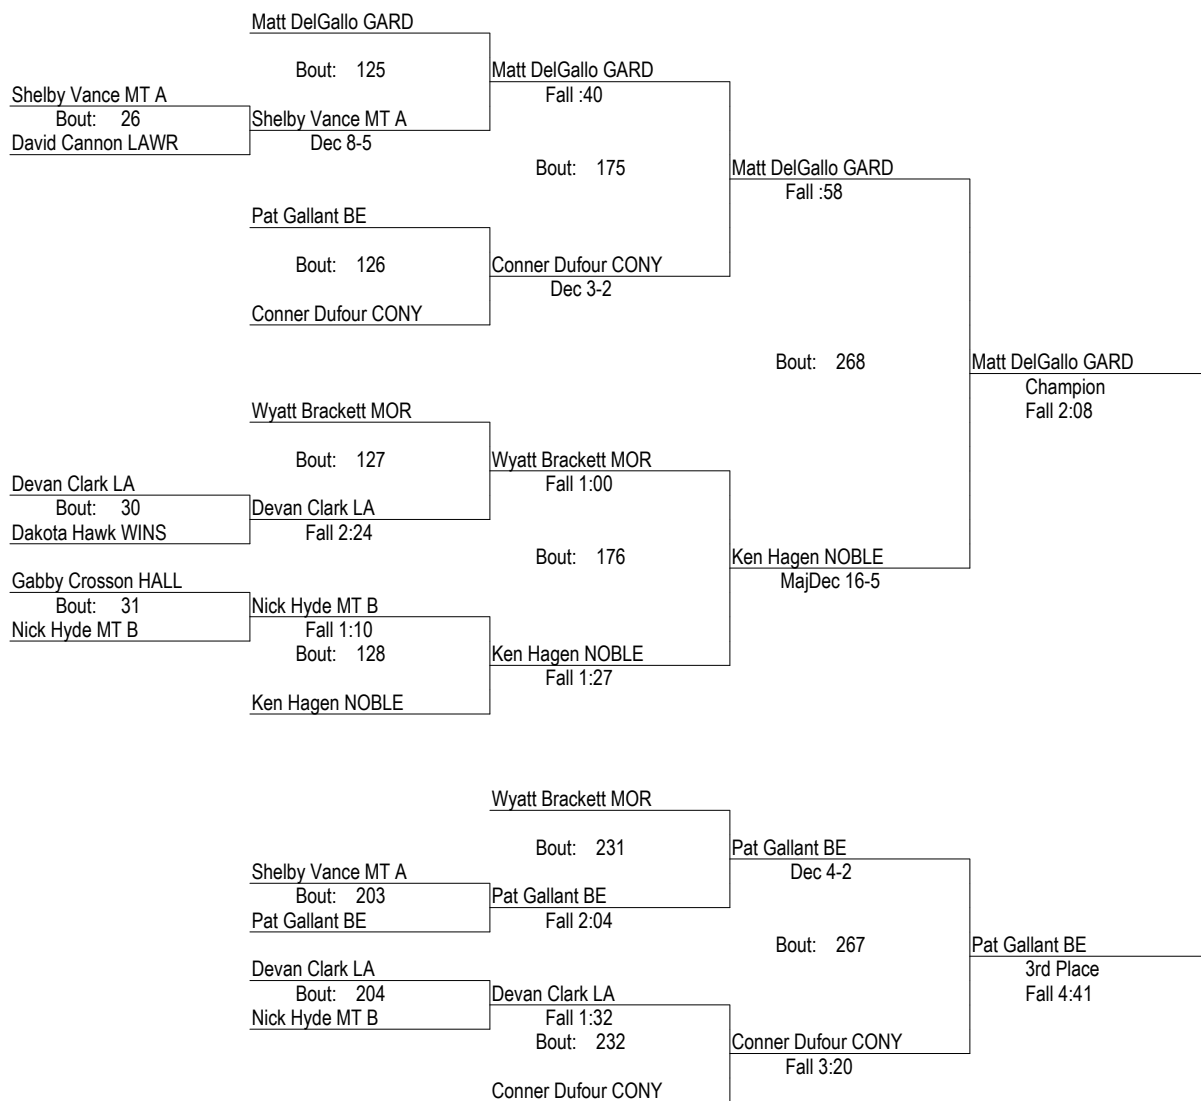 Matt DelGallo GARD
Bout: 125
Matt DelGallo GARD
Fall :40
Shelby Vance MT A
Bout: 26
Shelby Vance MT A
David Cannon LAWR
Dec 8-5
Bout: 175
Matt DelGallo GARD
Fall :58
Pat Gallant BE
Bout: 126
Conner Dufour CONY
Dec 3-2
Conner Dufour CONY
Bout: 268
Matt DelGallo GARD
Champion
Fall 2:08
Wyatt Brackett MOR
Bout: 127
Wyatt Brackett MOR
Fall 1:00
Devan Clark LA
Bout: 30
Devan Clark LA
Dakota Hawk WINS
Fall 2:24
Bout: 176
Ken Hagen NOBLE
MajDec 16-5
Gabby Crosson HALL
Bout: 31
Nick Hyde MT B
Nick Hyde MT B
Fall 1:10
Bout: 128
Ken Hagen NOBLE
Fall 1:27
Ken Hagen NOBLE
Wyatt Brackett MOR
Bout: 231
Pat Gallant BE
Dec 4-2
Shelby Vance MT A
Bout: 203
Pat Gallant BE
Pat Gallant BE
Fall 2:04
Bout: 267
Pat Gallant BE
3rd Place
Fall 4:41
Devan Clark LA
Bout: 204
Devan Clark LA
Nick Hyde MT B
Fall 1:32
Bout: 232
Conner Dufour CONY
Fall 3:20
Conner Dufour CONY